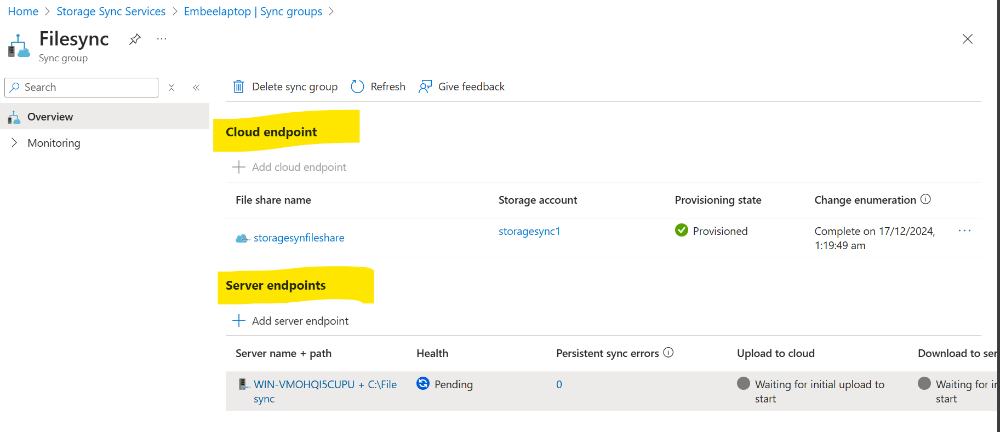 Home > Storage Sync Services > Embeelaptop | Sync groups >
Filesync
...
Sync group
Search
Delete sync group
Refresh
Give feedback
Overview
Monitoring
Cloud endpoint
Add cloud endpoint
File share name
Storage account
Provisioning state
Change enumeration
storagesynfileshare
storagesync1
Provisioned
Complete on 17/12/2024,
1:19:49 am
...
Server endpoints
Add server endpoint
Server name + path
Health
Persistent sync errors
Upload to cloud
Download to ser
WIN-VMOHQI5CUPU + C:\File
sync
Pending
0
Waiting for initial upload to
start
Waiting for ir
start